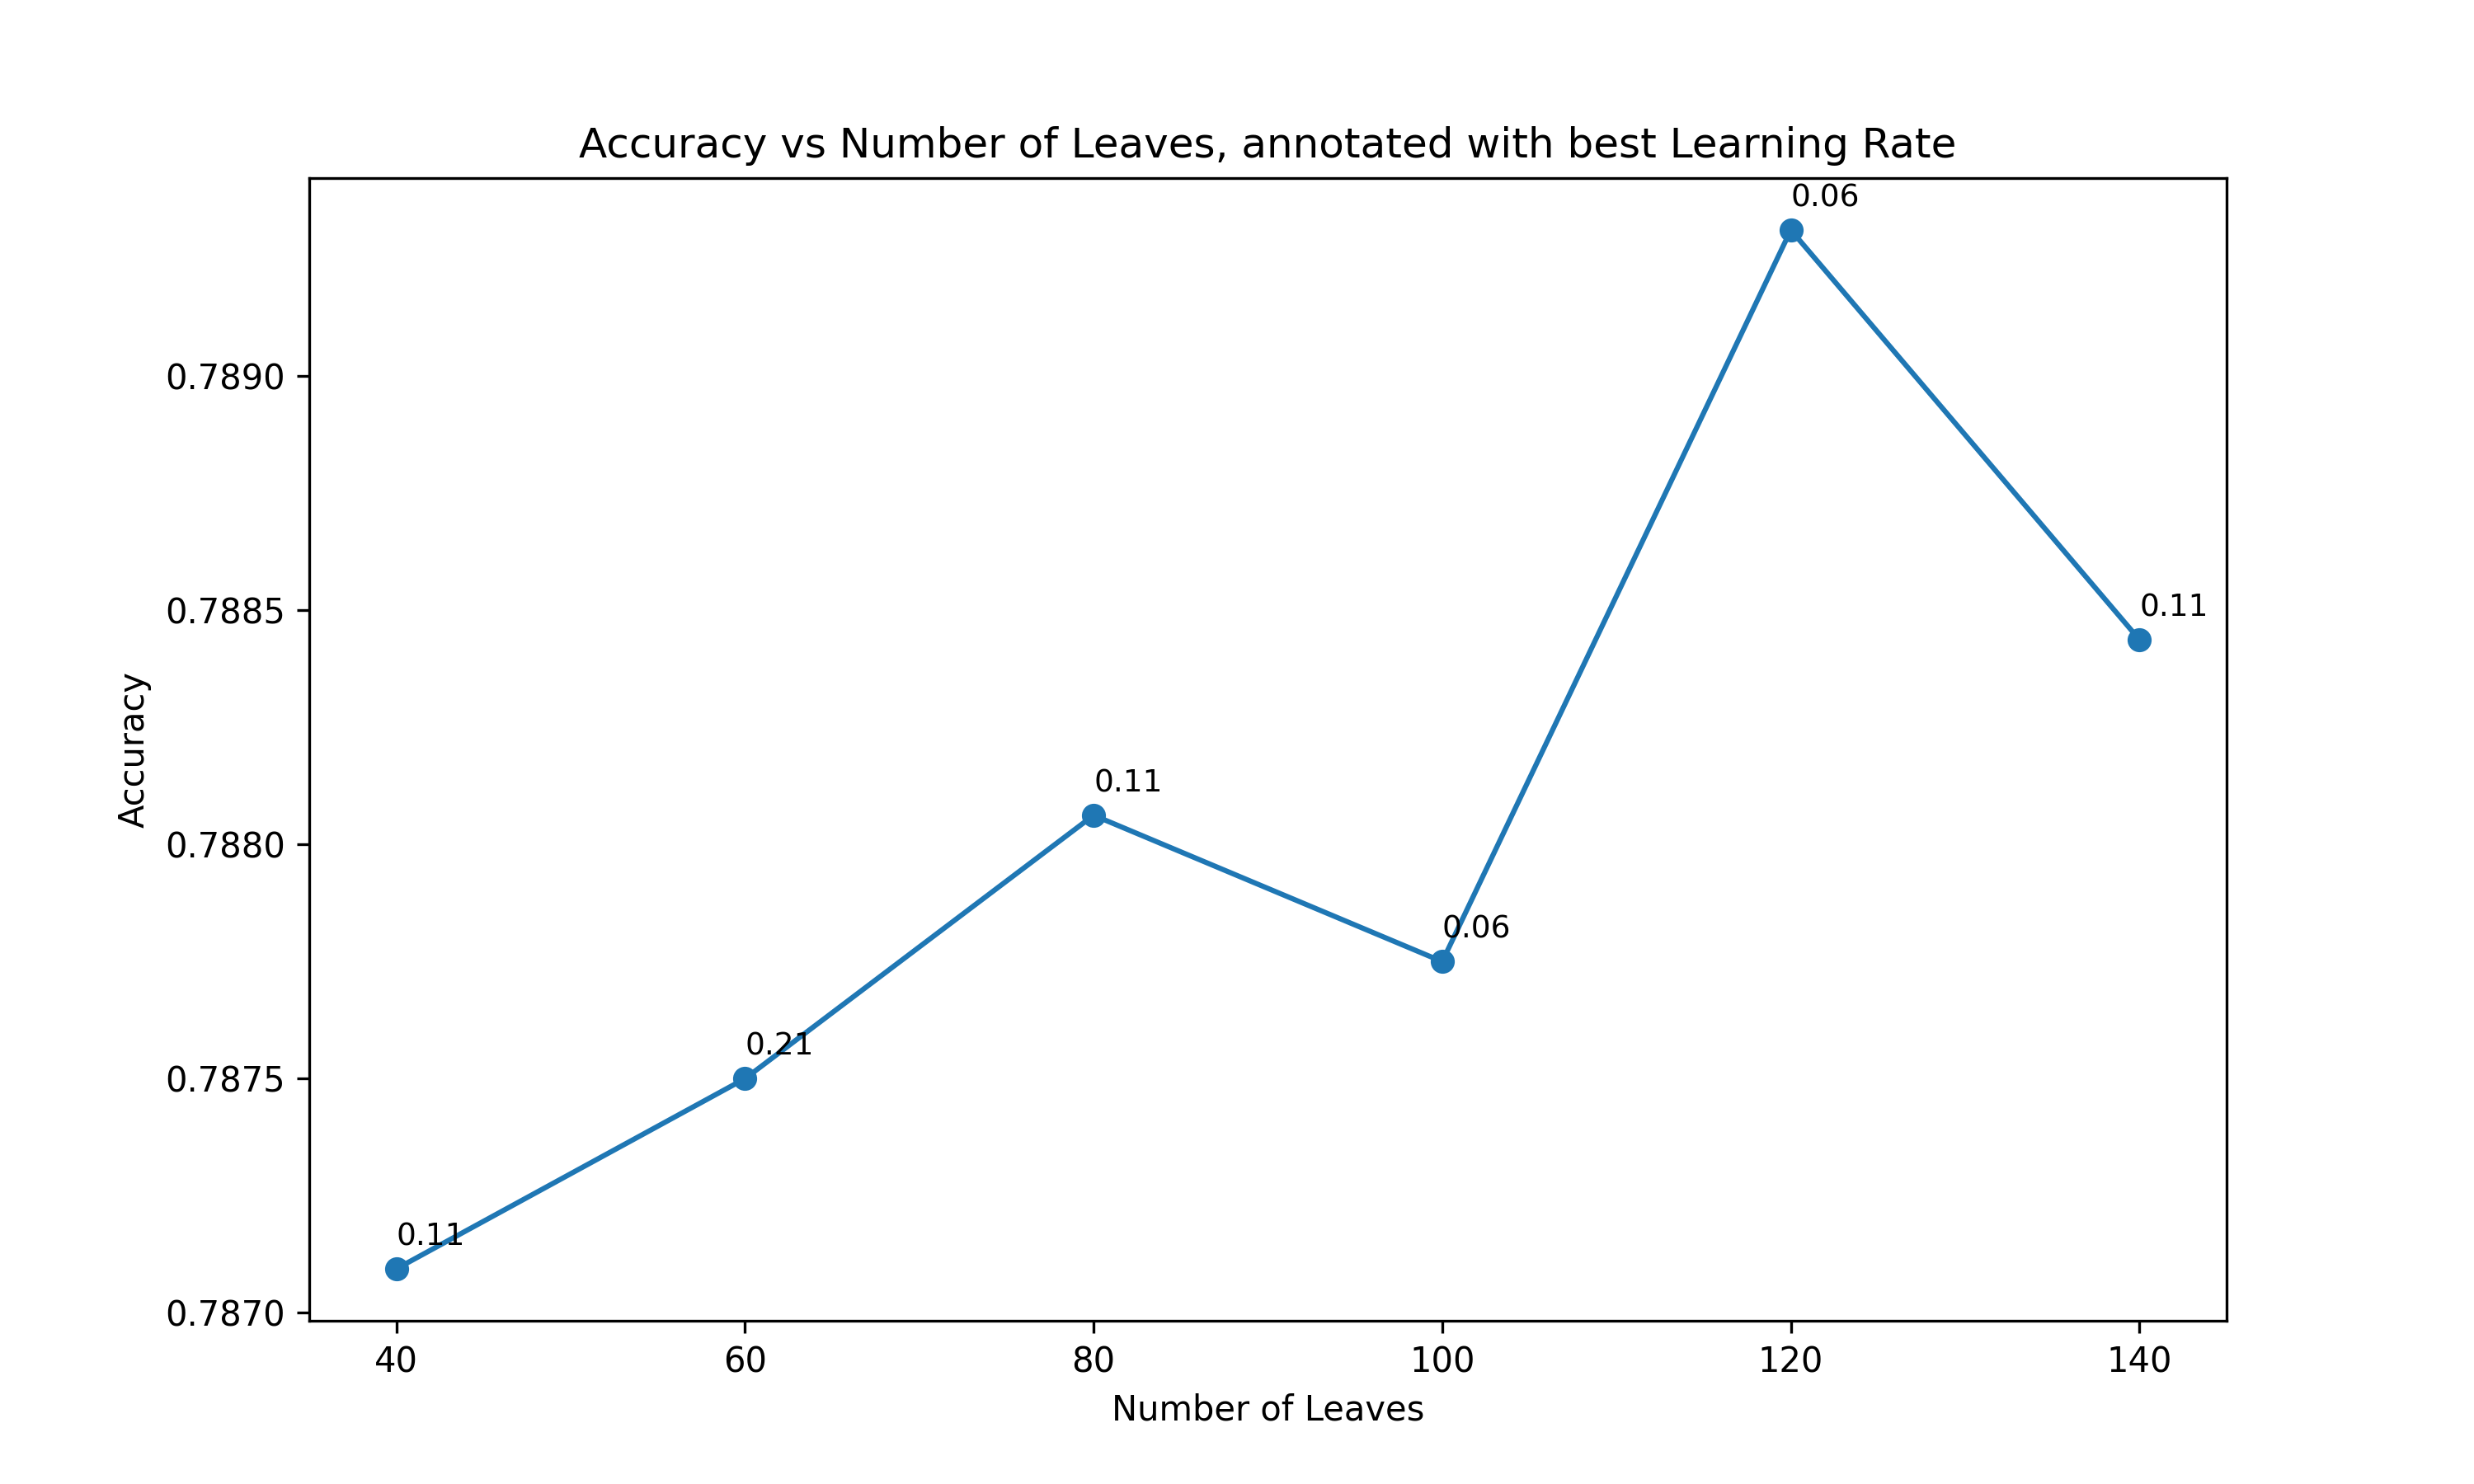 Accuracy vs Number of Leaves, annotated with best Learning Rate
0.06
0.7890
0.7885
0.11
0.11
0.7880
0.06
0.21
0.7875
0.11
0.7870
Accuracy
40 60 80 100 120 140
Number of Leaves